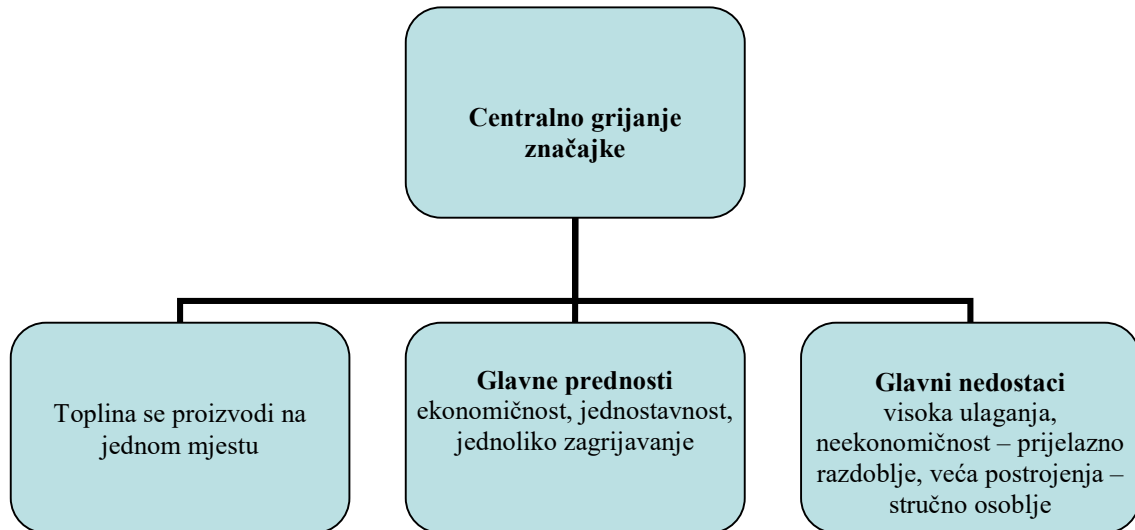 Centralno grijanje
značajke
Toplina se proizvodi na
jednom mjestu
Glavne prednosti
ekonomičnost, jednostavnost,
jednoliko zagrijavanje
Glavni nedostaci
visoka ulaganja,
neekonomičnost – prijelazno
razdoblje, veća postrojenja –
stručno osoblje